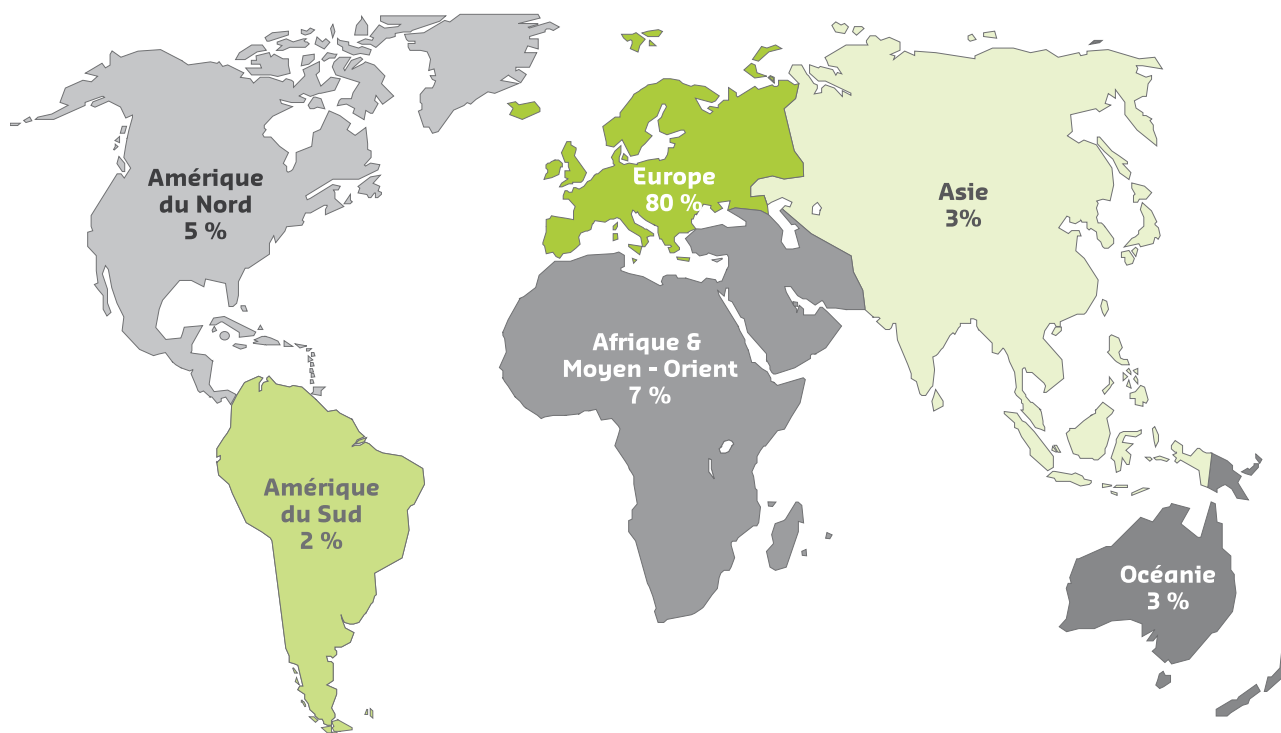 Amérique
du Nord
5 %
Europe
80 %
Asie
3%
Afrique &
Moyen - Orient
7 %
Amérique
du Sud
2 %
Océanie
3 %